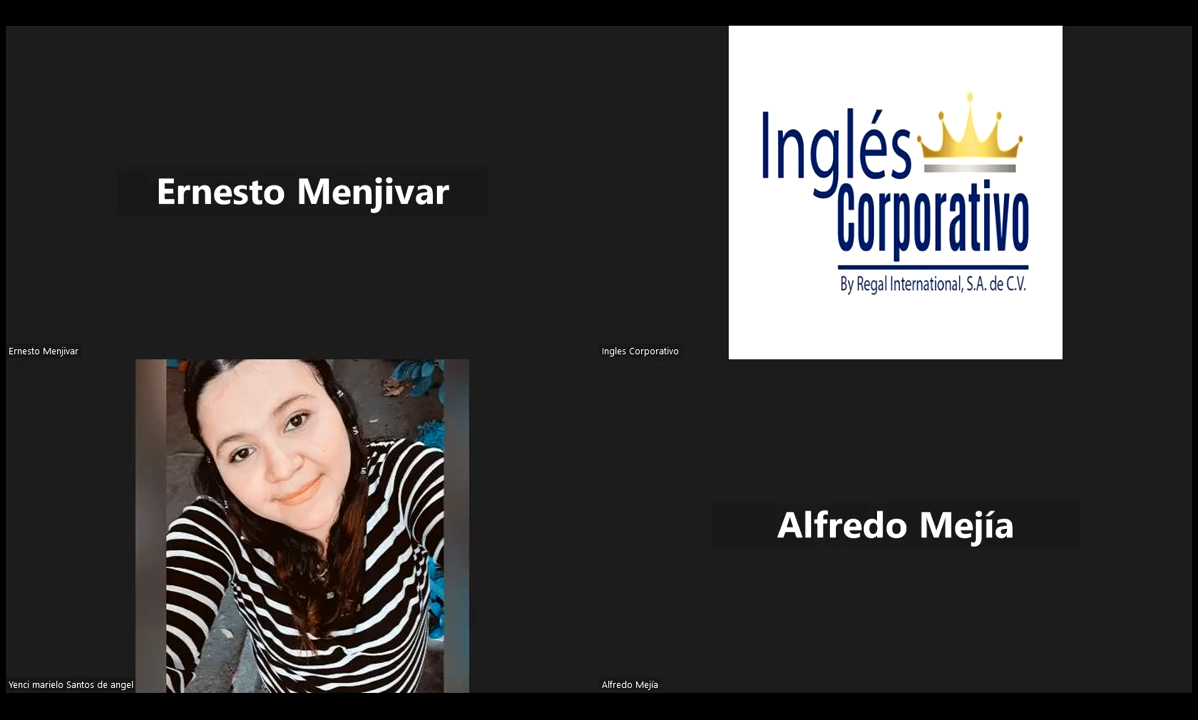 Ernesto Menjivar
Inglés
Corporativo
By Regal International, S.A. de C.V.
Ernesto Menjivar
Ingles Corporativo
Alfredo Mejía
Yenci marielo Santos de angel
Alfredo Mejía